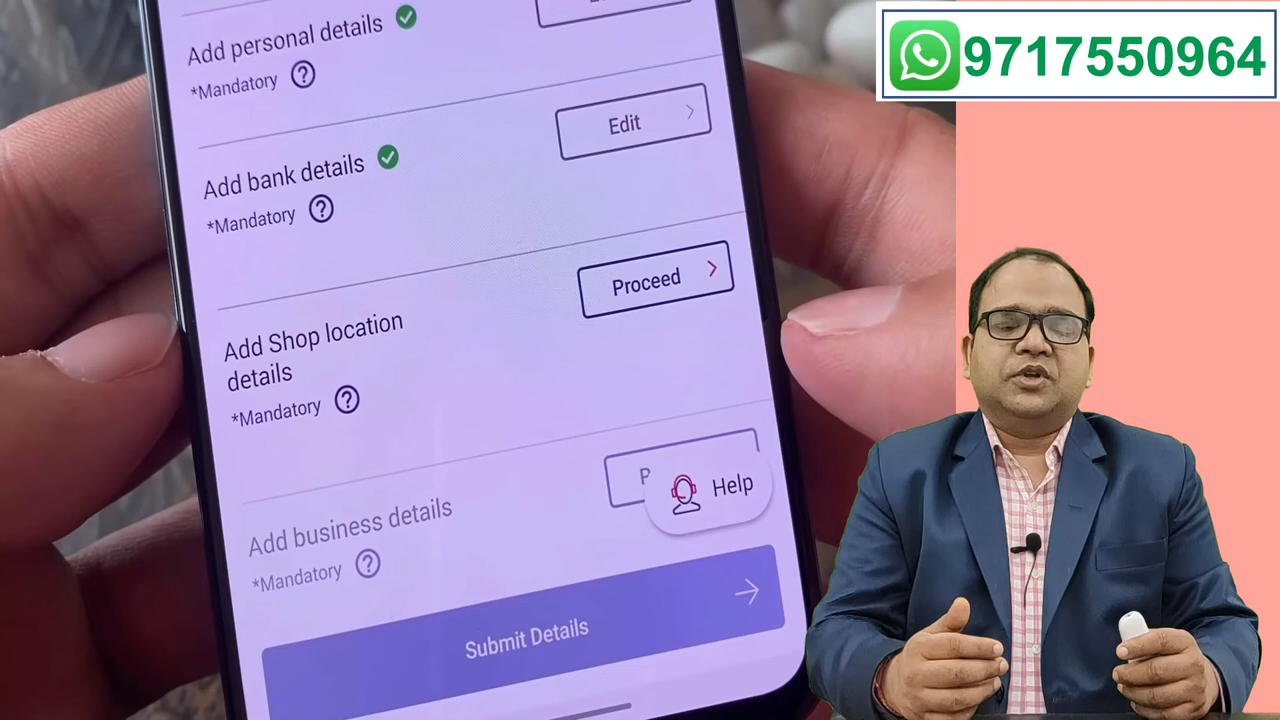 9717550964
Add personal details
*Mandatory
Add bank details
*Mandatory
Edit
Add Shop location
details
*Mandatory
Proceed
Add business details
*Mandatory
Help
Submit Details